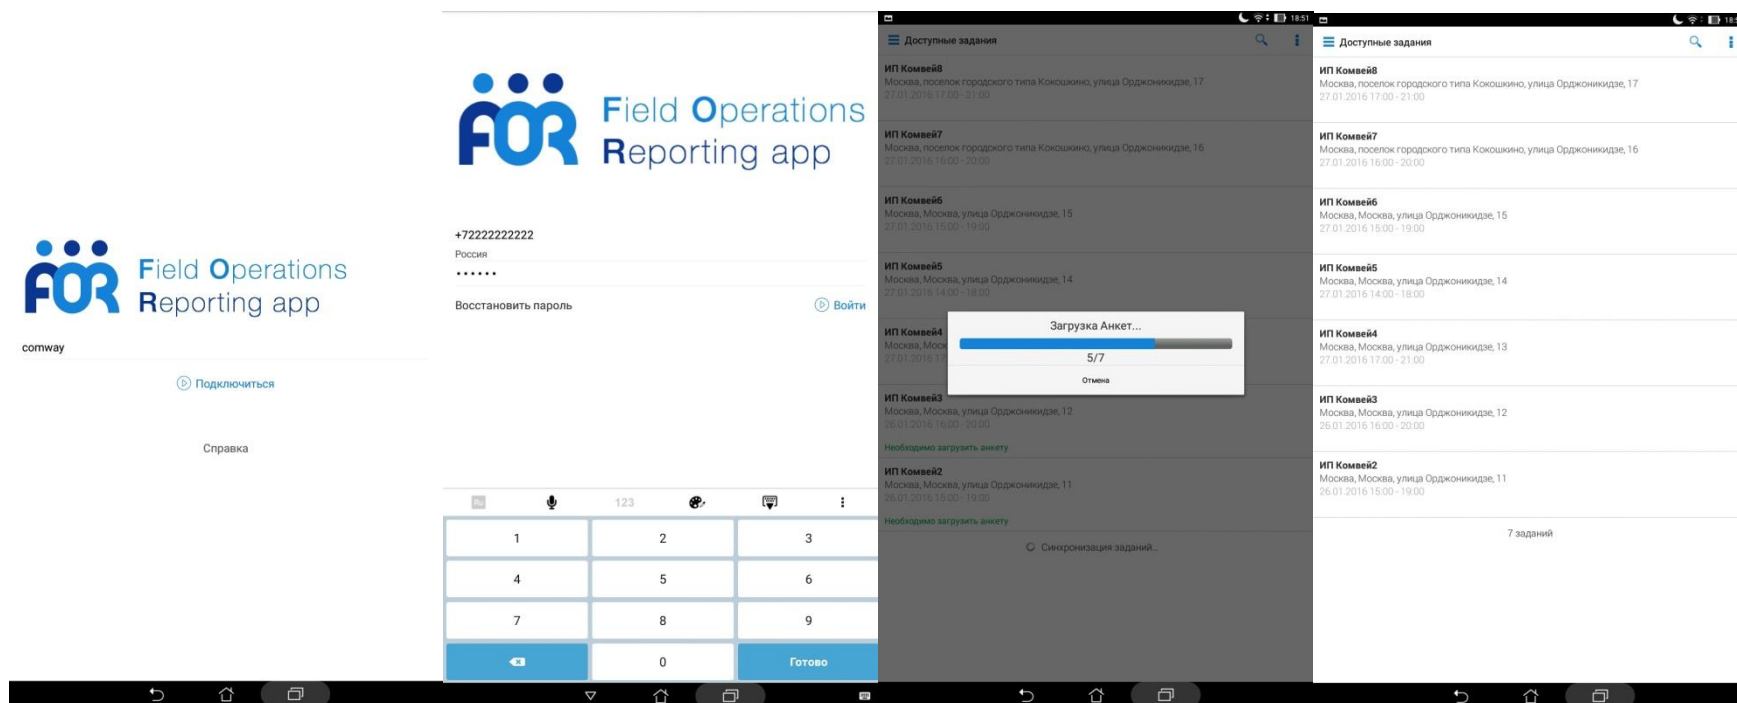 FOR
Field Operations
Reporting app
comway
Подключиться
Справка
FOR
Field Operations
Reporting app
+72222222222
Россия
••••••
Восстановить пароль
Войти
123
1 2 3
4 5 6
7 8 9
0 Готово
18:51
Доступные задания
ИП Комвей8
Москва, поселок городского типа Кокошкино, улица Орджоникидзе, 17
27.01.2016 17:00 - 21:00
ИП Комвей7
Москва, поселок городского типа Кокошкино, улица Орджоникидзе, 16
27.01.2016 16:00 - 20:00
ИП Комвей6
Москва, Москва, улица Орджоникидзе, 15
27.01.2016 15:00 - 19:00
ИП Комвей5
Москва, Москва, улица Орджоникидзе, 14
27.01.2016 14:00 - 18:00
Загрузка Анкет...
5/7
Отмена
ИП Комвей4
Москва, Моск
27.01.2016 17
ИП Комвей3
Москва, Москва, улица Орджоникидзе, 12
26.01.2016 16:00 - 20:00
Необходимо загрузить анкету
ИП Комвей2
Москва, Москва, улица Орджоникидзе, 11
26.01.2016 15:00 - 19:00
Необходимо загрузить анкету
Синхронизация заданий...
Доступные задания
ИП Комвей8
Москва, поселок городского типа Кокошкино, улица Орджоникидзе, 17
27.01.2016 17:00 - 21:00
ИП Комвей7
Москва, поселок городского типа Кокошкино, улица Орджоникидзе, 16
27.01.2016 16:00 - 20:00
ИП Комвей6
Москва, Москва, улица Орджоникидзе, 15
27.01.2016 15:00 - 19:00
ИП Комвей5
Москва, Москва, улица Орджоникидзе, 14
27.01.2016 14:00 - 18:00
ИП Комвей4
Москва, Москва, улица Орджоникидзе, 13
27.01.2016 17:00 - 21:00
ИП Комвей3
Москва, Москва, улица Орджоникидзе, 12
26.01.2016 16:00 - 20:00
ИП Комвей2
Москва, Москва, улица Орджоникидзе, 11
26.01.2016 15:00 - 19:00
7 заданий